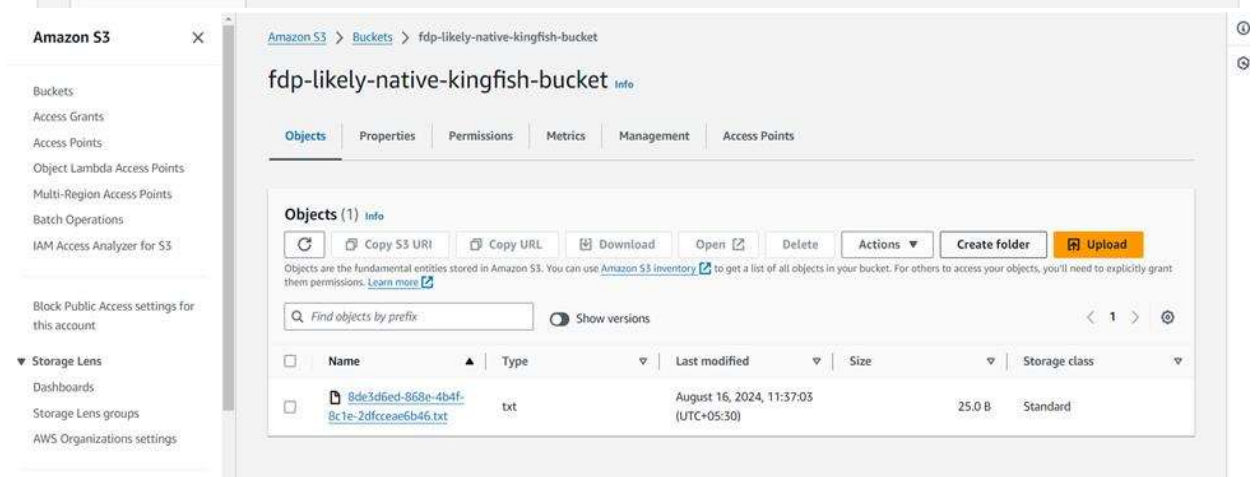 Amazon S3
Buckets
Access Grants
Access Points
Object Lambda Access Points
Multi-Region Access Points
Batch Operations
IAM Access Analyzer for S3
Block Public Access settings for
this account
Storage Lens
Dashboards
Storage Lens groups
AWS Organizations settings
Amazon S3 > Buckets > fdp-likely-native-kingfish-bucket
fdp-likely-native-kingfish-bucket Info
Objects Properties Permissions Metrics Management Access Points
Objects (1) Info
Copy S3 URI Copy URL Download Open Delete Actions Create folder Upload
Objects are the fundamental entities stored in Amazon S3. You can use Amazon S3 inventory to get a list of all objects in your bucket. For others to access your objects, you'll need to explicitly grant
them permissions. Learn more
Find objects by prefix Show versions 1
Name Type Last modified Size Storage class
8de3d6ed-868e-4b4f- txt August 16, 2024, 11:37:03 25.0 B Standard
8c1e-2dfcceae6b46.txt (UTC+05:30)